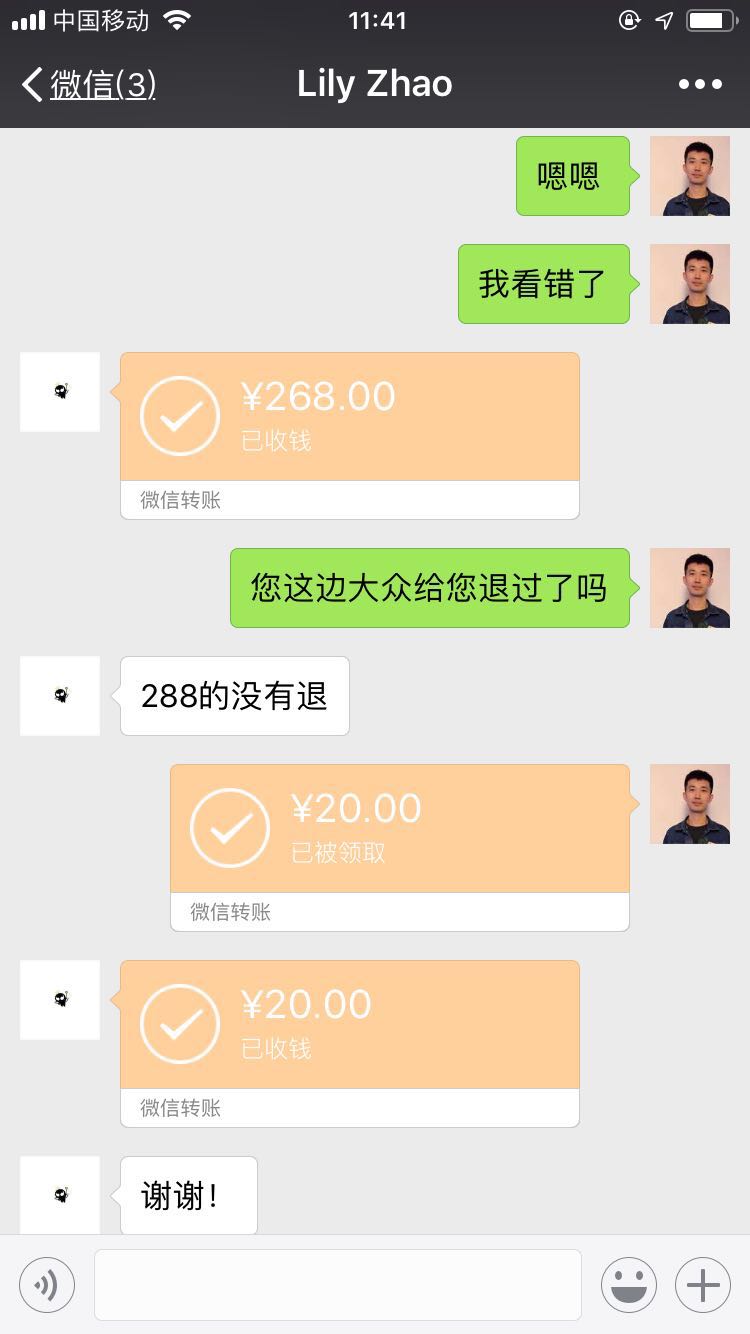 中国移动 11:41
微信(3) Lily Zhao
嗯嗯
我看错了
¥268.00
已收钱
微信转账
您这边大众给您退过了吗
288的没有退
¥20.00
已被领取
微信转账
¥20.00
已收钱
微信转账
谢谢！